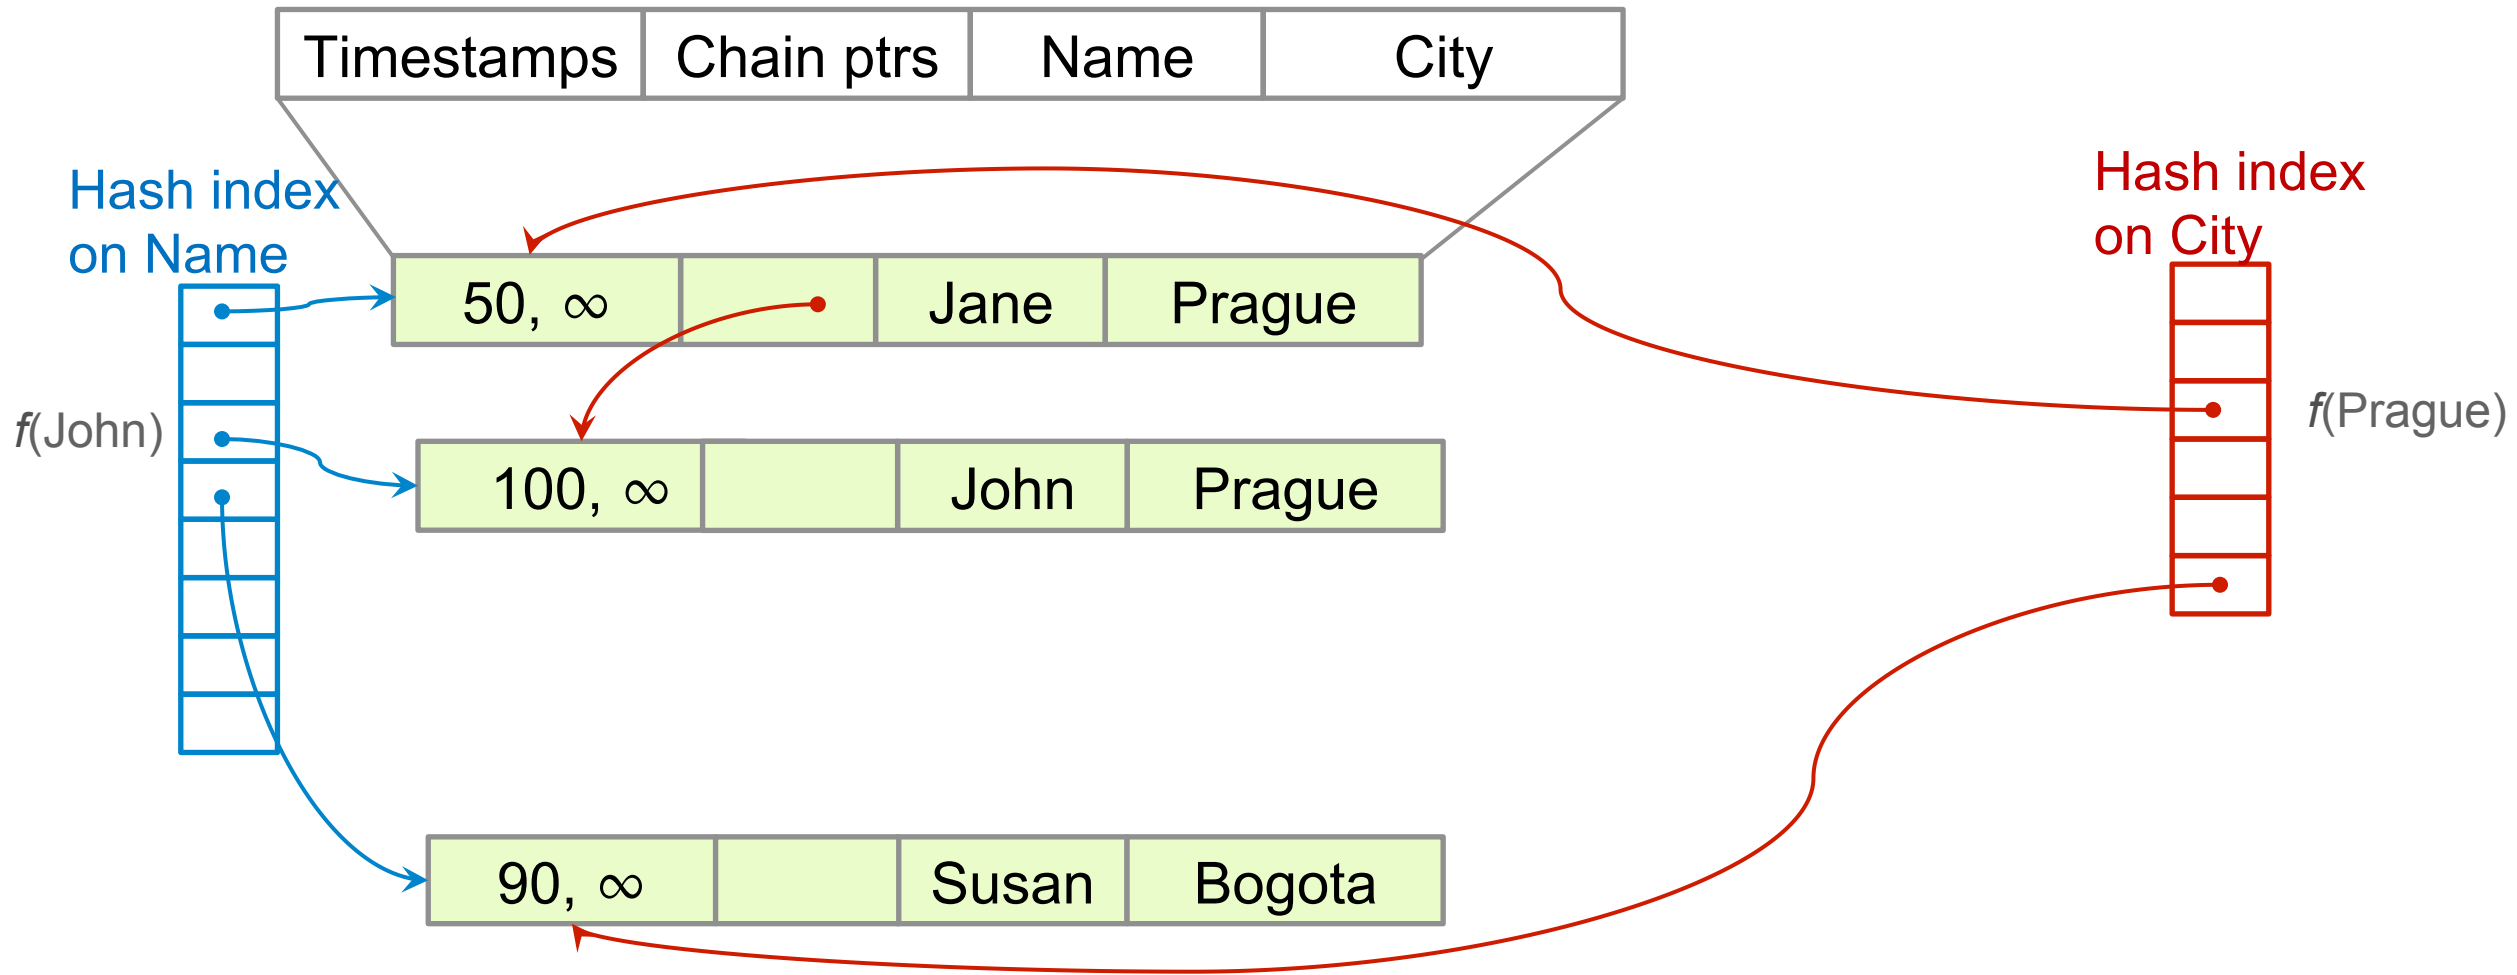 Timestamps Chain ptrs Name City
Hash index
on Name
Hash index
on City
50, ∞ Jane Prague
f(John)
f(Prague)
100, ∞ John Prague
90, ∞ Susan Bogota